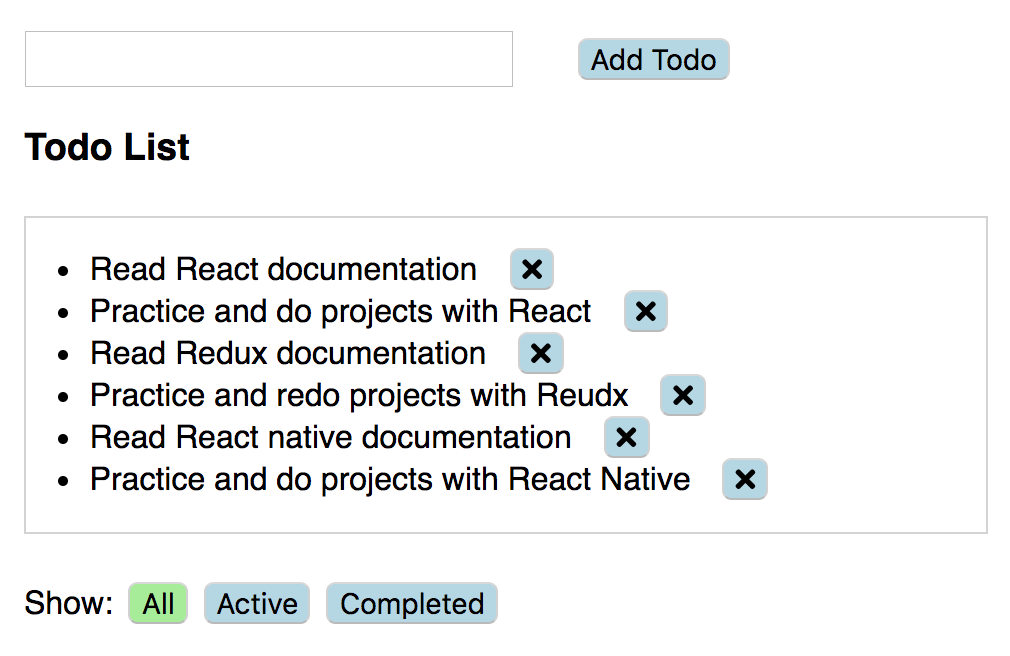 Add Todo
Todo List
Read React documentation
Practice and do projects with React
Read Redux documentation
Practice and redo projects with Reudx
Read React native documentation
Practice and do projects with React Native
Show: All Active Completed